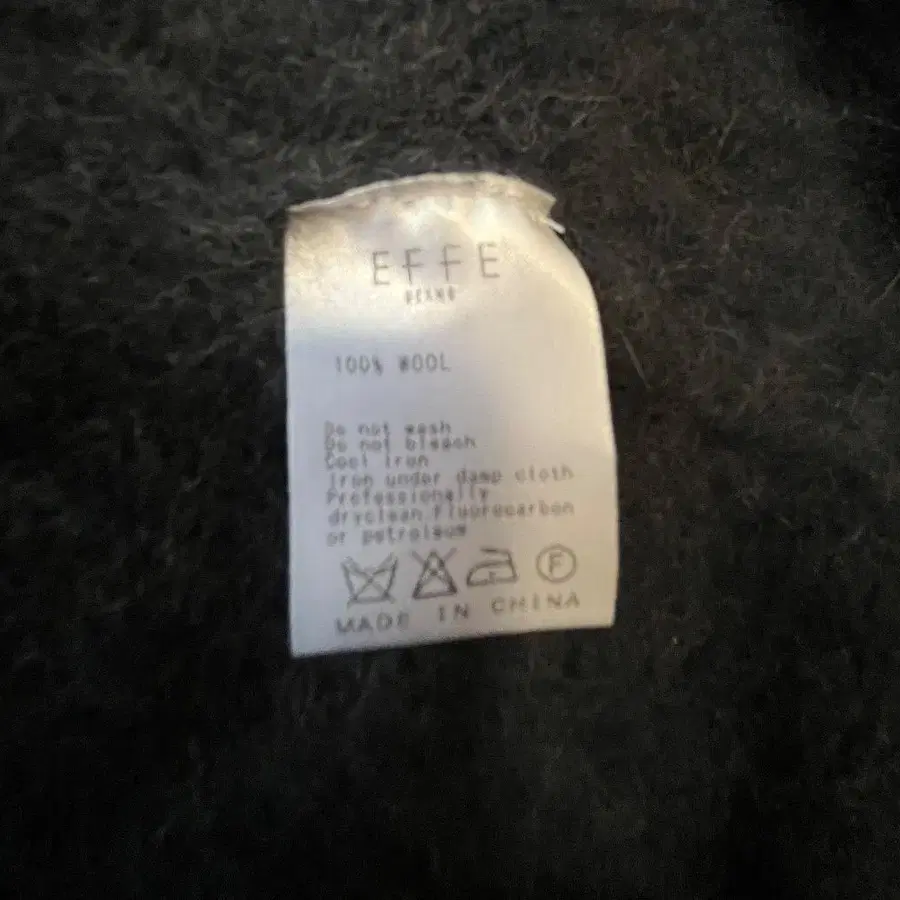 EFFE
BEAMS
100% WOOL
Do not wash
Do not bleach
Cool iron
Iron under damp cloth
Professionally
dryclean.Fluorocarbon
or petroleum
F
MADE IN CHINA